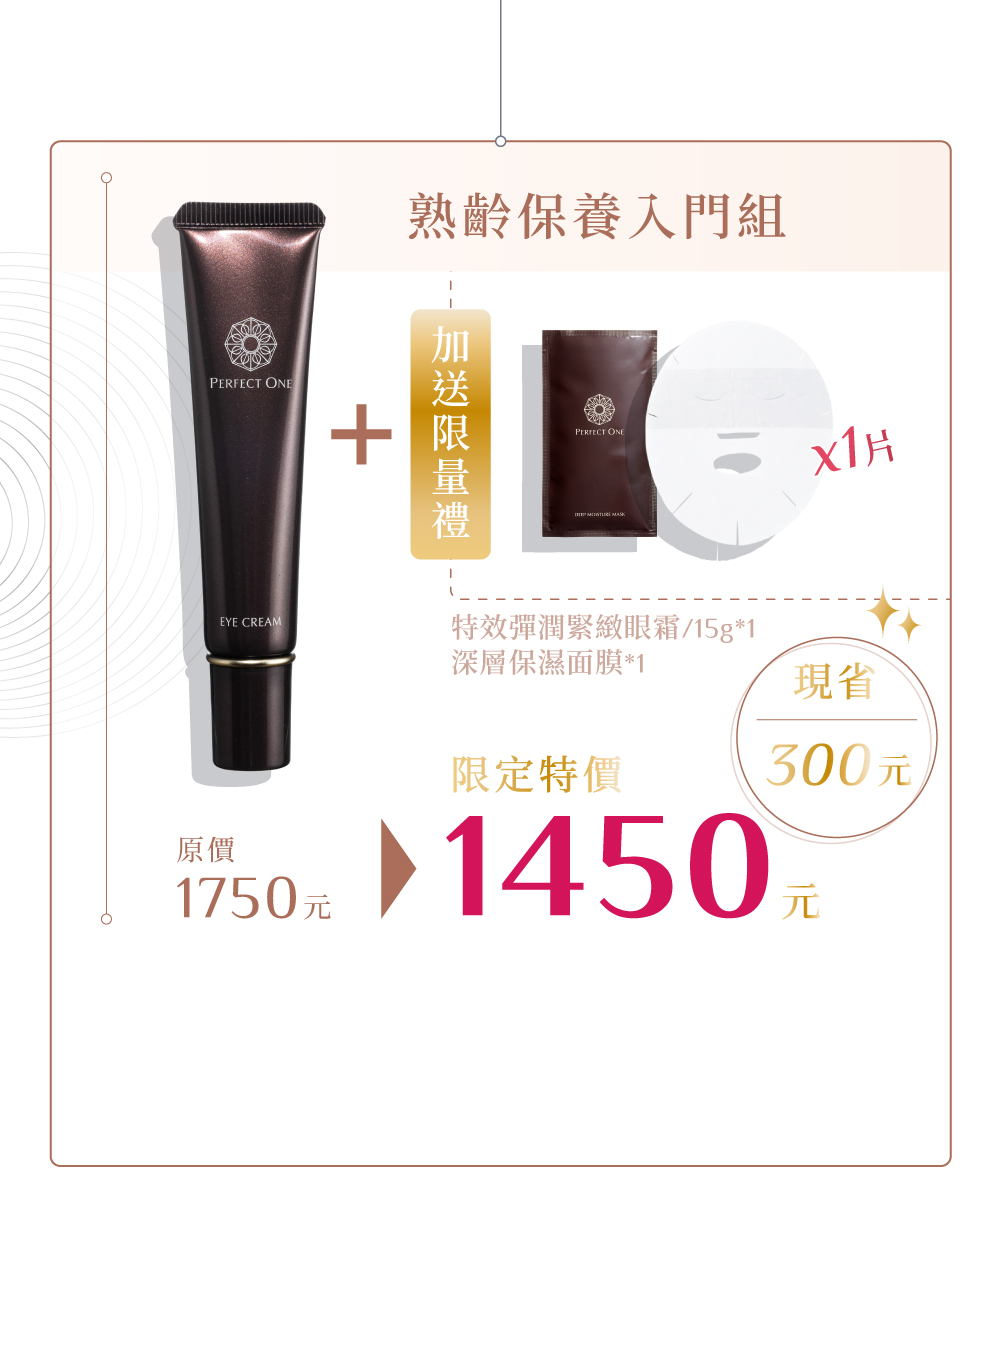 熟齡保養入門組
PERFECT ONE
EYE CREAM
+
加送限量禮
PERFECT ONE
DEEP MOISTURE MASK
x1片
特效彈潤緊緻眼霜/15g*1
深層保濕面膜*1
現省
300元
限定特價
原價
1750元
1450元